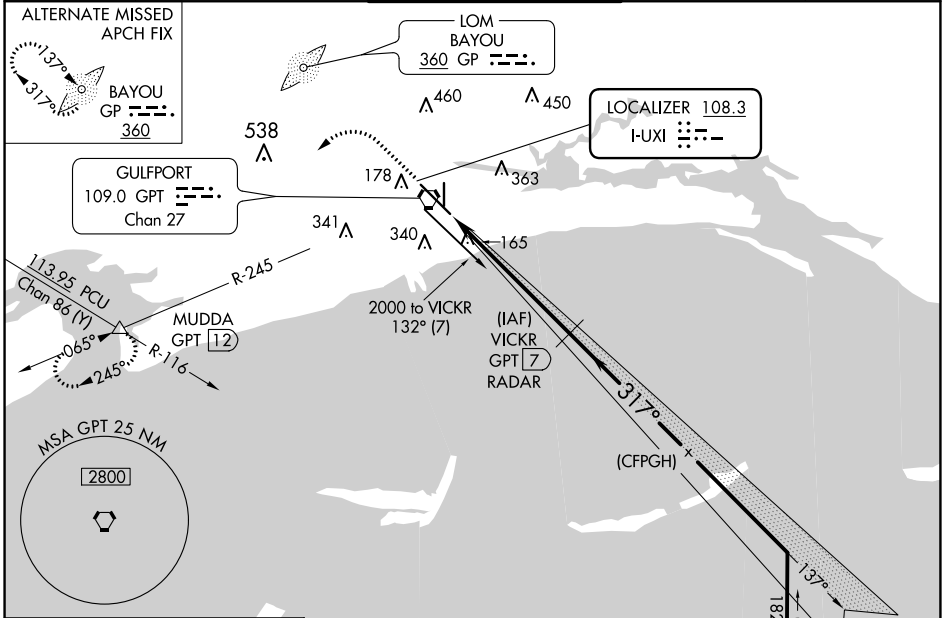 ALTERNATE MISSED
APCH FIX
137°
317°
BAYOU
GP
360
LOM
BAYOU
360 GP
460
450
LOCALIZER 108.3
I-UXI
538
GULFPORT
109.0 GPT
Chan 27
178
363
341
340
165
R-245
113.95 PCU
Chan 86 (Y)
MUDDA
GPT 12
065°
245°
R-116
2000 to VICKR
132° (7)
(IAF)
VICKR
GPT 7
RADAR
317°
(CFPGH)
MSA GPT 25 NM
2800
137°
182